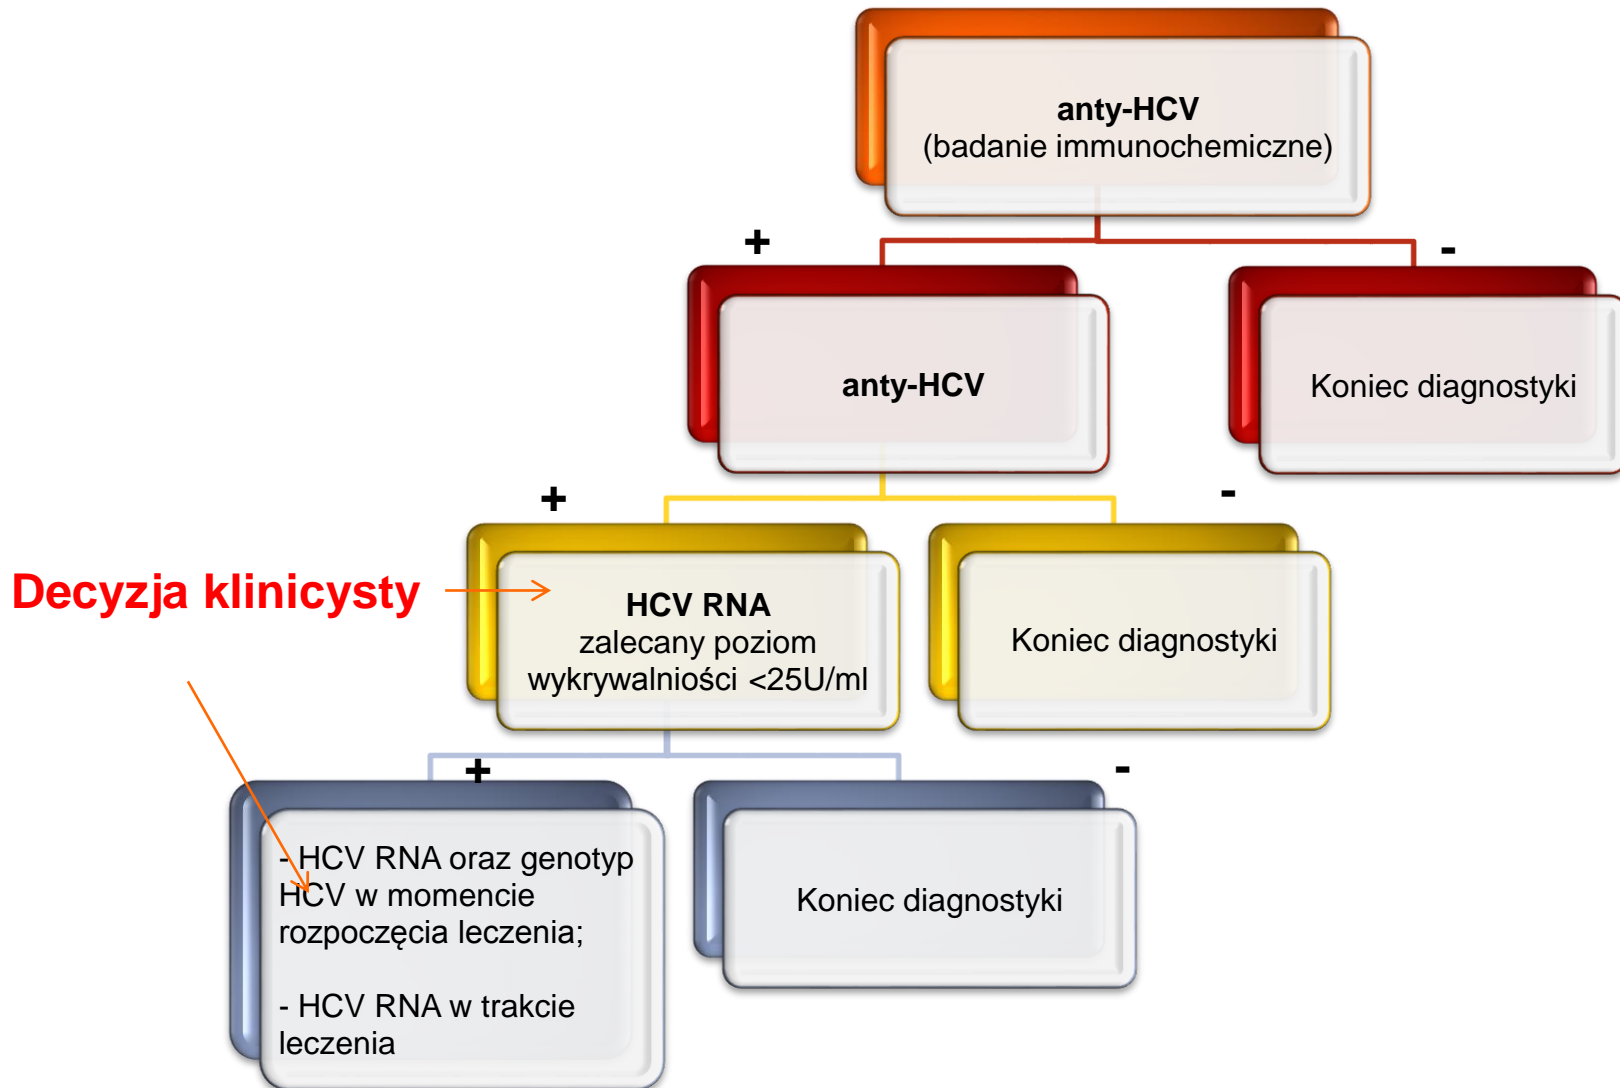 anty-HCV
(badanie immunochemiczne)
+
-
anty-HCV
Koniec diagnostyki
+
-
Decyzja klinicysty
HCV RNA
zalecany poziom
wykrywalności <25U/ml
Koniec diagnostyki
+
-
- HCV RNA oraz genotyp
HCV w momencie
rozpoczęcia leczenia;
- HCV RNA w trakcie
leczenia
Koniec diagnostyki